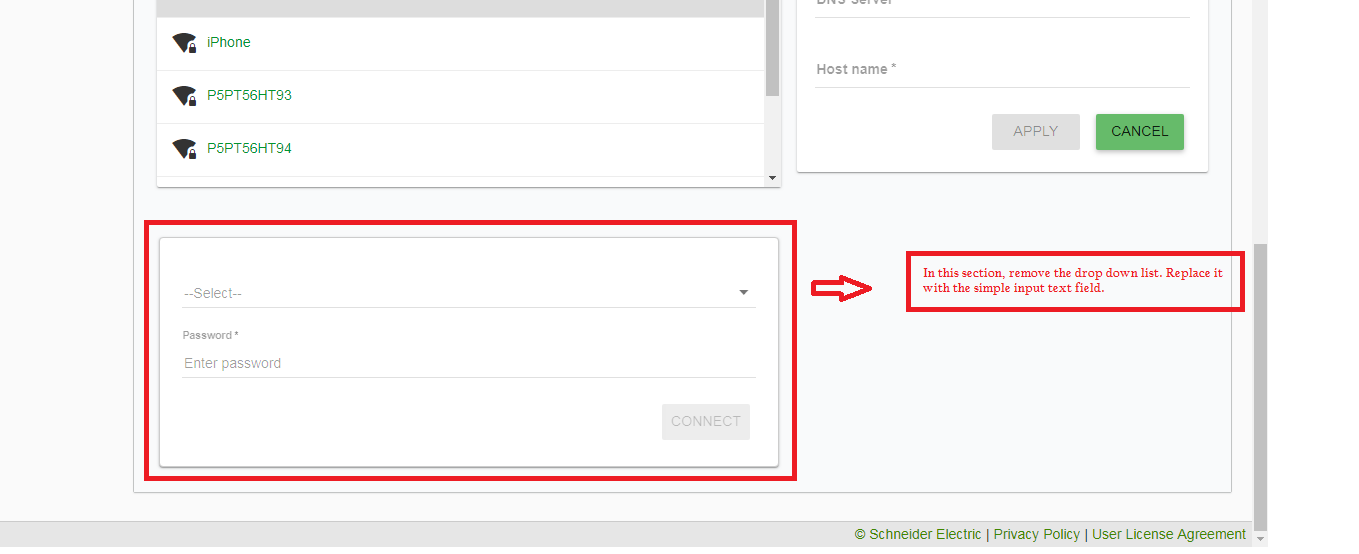 DNS Server
iPhone
Host name *
P5PT56HT93
APPLY
CANCEL
P5PT56HT94
In this section, remove the drop down list. Replace it
with the simple input text field.
--Select--
Password *
Enter password
CONNECT
© Schneider Electric | Privacy Policy | User License Agreement